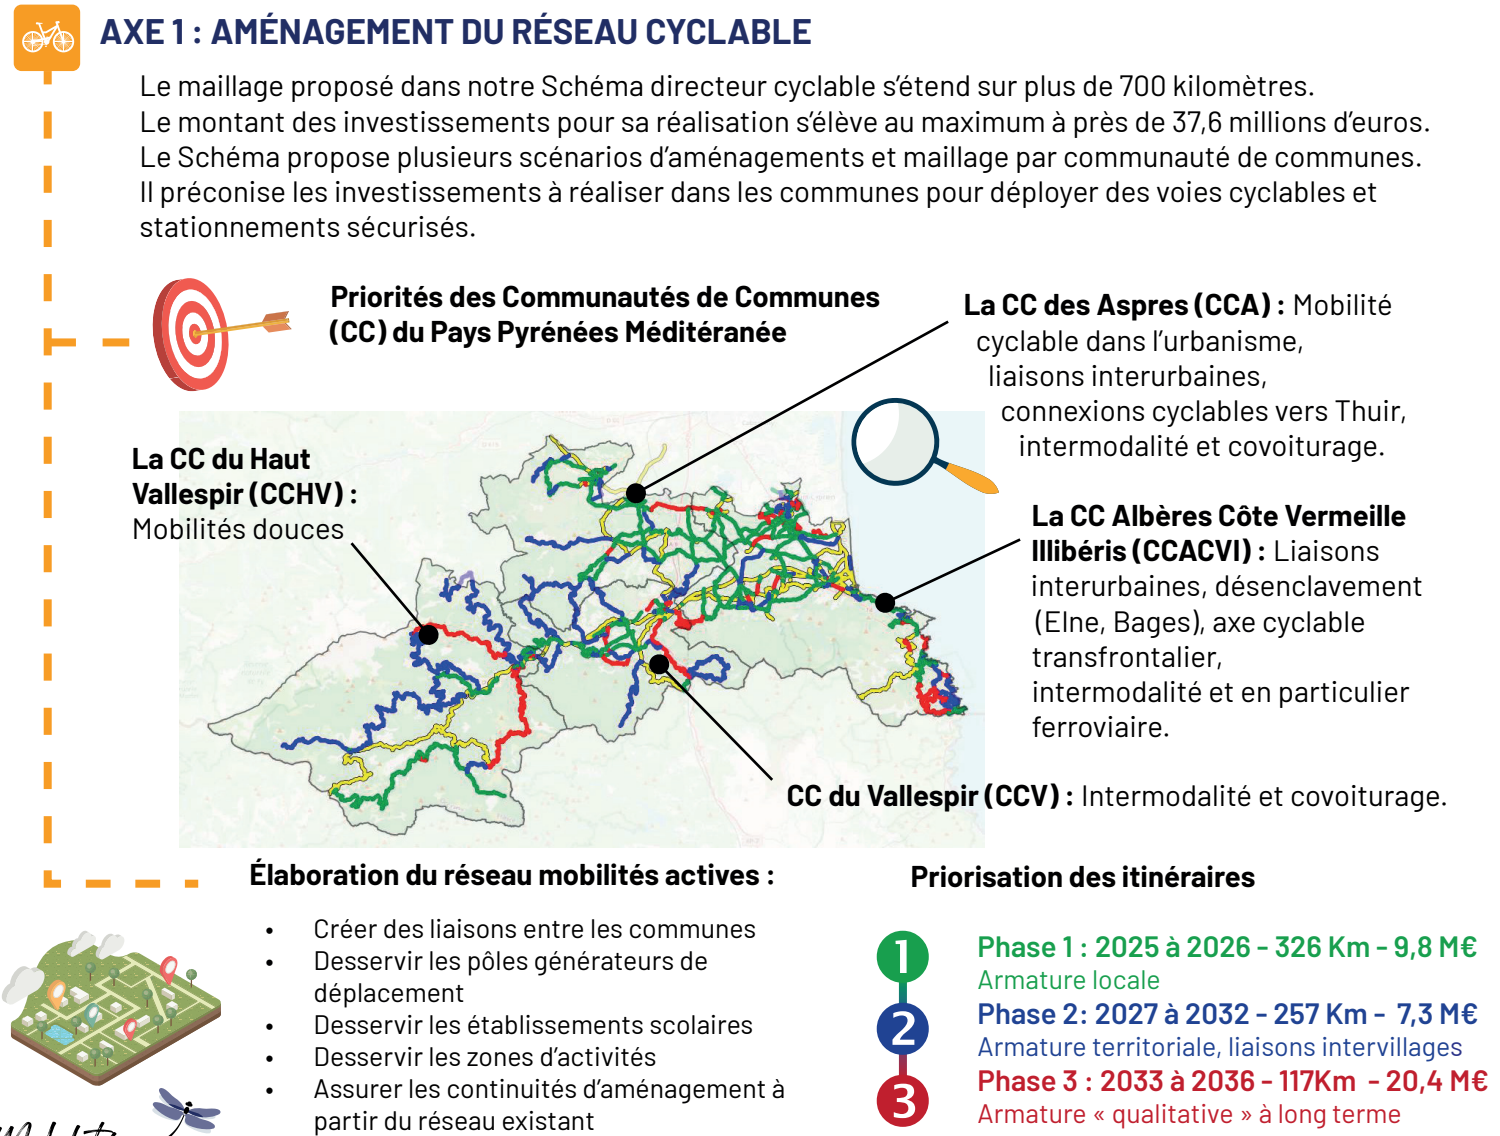 AXE 1 : AMÉNAGEMENT DU RÉSEAU CYCLABLE
Le maillage proposé dans notre Schéma directeur cyclable s'étend sur plus de 700 kilomètres.
Le montant des investissements pour sa réalisation s'élève au maximum à près de 37,6 millions d'euros.
Le Schéma propose plusieurs scénarios d'aménagements et maillage par communauté de communes.
Il préconise les investissements à réaliser dans les communes pour déployer des voies cyclables et
stationnements sécurisés.
Priorités des Communautés de Communes
(CC) du Pays Pyrénées Méditéranée
La CC des Aspres (CCA) : Mobilité
cyclable dans l'urbanisme,
liaisons interurbaines,
connexions cyclables vers Thuir,
intermodalité et covoiturage.
La CC du Haut
Vallespir (CCHV) :
Mobilités douces
La CC Albères Côte Vermeille
Illibéris (CCACVI) : Liaisons
interurbaines, désenclavement
(Elne, Bages), axe cyclable
transfrontalier,
intermodalité et en particulier
ferroviaire.
CC du Vallespir (CCV) : Intermodalité et covoiturage.
Élaboration du réseau mobilités actives :
• Créer des liaisons entre les communes
• Desservir les pôles générateurs de
déplacement
• Desservir les établissements scolaires
• Desservir les zones d'activités
• Assurer les continuités d'aménagement à
partir du réseau existant
Priorisation des itinéraires
1
Phase 1 : 2025 à 2026 - 326 Km - 9,8 M€
Armature locale
2
Phase 2: 2027 à 2032 - 257 Km - 7,3 M€
Armature territoriale, liaisons intervillages
3
Phase 3 : 2033 à 2036 - 117Km - 20,4 M€
Armature « qualitative » à long terme